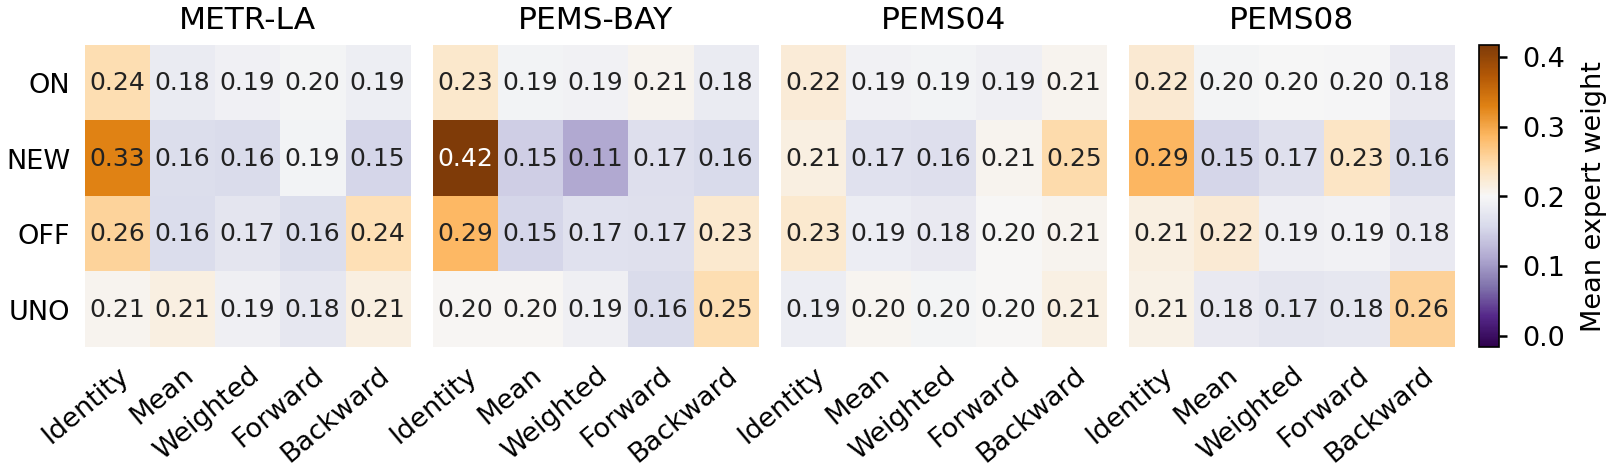 METR-LA PEMS-BAY PEMS04 PEMS08
ON 0.24 0.18 0.19 0.20 0.19 0.23 0.19 0.19 0.21 0.18 0.22 0.19 0.19 0.19 0.21 0.22 0.20 0.20 0.20 0.18
NEW 0.33 0.16 0.16 0.19 0.15 0.42 0.15 0.11 0.17 0.16 0.21 0.17 0.16 0.21 0.25 0.29 0.15 0.17 0.23 0.16
OFF 0.26 0.16 0.17 0.16 0.24 0.29 0.15 0.17 0.17 0.23 0.23 0.19 0.18 0.20 0.21 0.21 0.22 0.19 0.19 0.18
UNO 0.21 0.21 0.19 0.18 0.21 0.20 0.20 0.19 0.16 0.25 0.19 0.20 0.20 0.20 0.21 0.21 0.18 0.17 0.18 0.26
Identity Mean Weighted Forward Backward Identity Mean Weighted Forward Backward Identity Mean Weighted Forward Backward Identity Mean Weighted Forward Backward
0.4
0.3
0.2
0.1
0.0
Mean expert weight